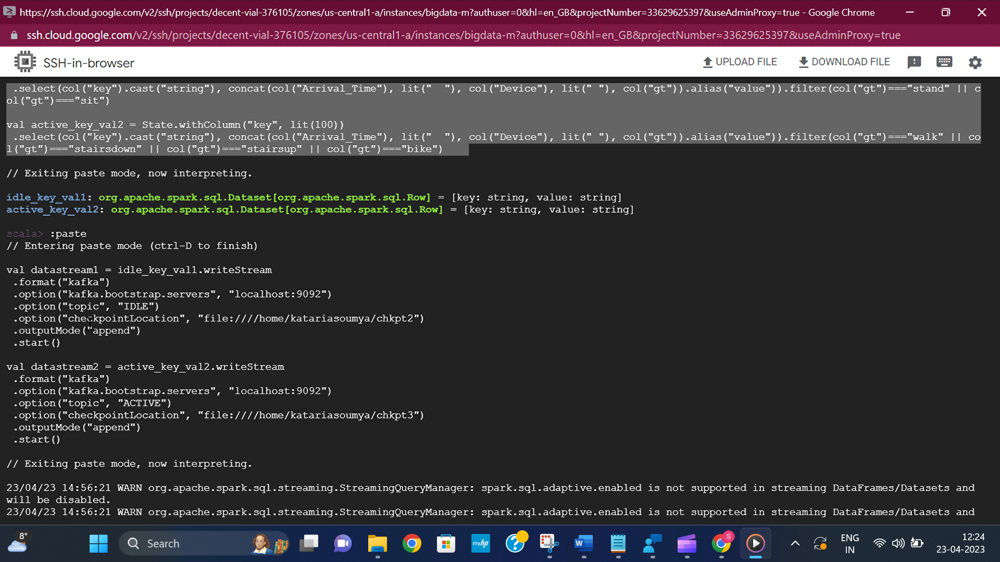 https://ssh.cloud.google.com/v2/ssh/projects/decent-vial-376105/zones/us-central1-a/instances/bigdata-m?authuser=0&hl=en_GB&projectNumber=33629625397&useAdminProxy=true - Google Chrome
ssh.cloud.google.com/v2/ssh/projects/decent-vial-376105/zones/us-central1-a/instances/bigdata-m?authuser=0&hl=en_GB&projectNumber=33629625397&useAdminProxy=true
SSH-in-browser
UPLOAD FILE
DOWNLOAD FILE
.select(col("key").cast("string"), concat(col("Arrival_Time"), lit("  "), col("Device"), lit(" "), col("gt")).alias("value")).filter(col("gt")==="stand" || c
ol("gt")==="sit")
val active_key_val2 = State.withColumn("key", lit(100))
.select(col("key").cast("string"), concat(col("Arrival_Time"), lit("  "), col("Device"), lit(" "), col("gt")).alias("value")).filter(col("gt")==="walk" || co
l("gt")==="stairsdown" || col("gt")==="stairsup" || col("gt")==="bike")
// Exiting paste mode, now interpreting.
idle_key_val1: org.apache.spark.sql.Dataset[org.apache.spark.sql.Row] = [key: string, value: string]
active_key_val2: org.apache.spark.sql.Dataset[org.apache.spark.sql.Row] = [key: string, value: string]
scala> :paste
// Entering paste mode (ctrl-D to finish)
val datastream1 = idle_key_val1.writeStream
.format("kafka")
.option("kafka.bootstrap.servers", "localhost:9092")
.option("topic", "IDLE")
.option("checkpointLocation", "file:////home/katariasoumya/chkpt2")
.outputMode("append")
.start()
val datastream2 = active_key_val2.writeStream
.format("kafka")
.option("kafka.bootstrap.servers", "localhost:9092")
.option("topic", "ACTIVE")
.option("checkpointLocation", "file:////home/katariasoumya/chkpt3")
.outputMode("append")
.start()
// Exiting paste mode, now interpreting.
23/04/23 14:56:21 WARN org.apache.spark.sql.streaming.StreamingQueryManager: spark.sql.adaptive.enabled is not supported in streaming DataFrames/Datasets and
will be disabled.
23/04/23 14:56:21 WARN org.apache.spark.sql.streaming.StreamingQueryManager: spark.sql.adaptive.enabled is not supported in streaming DataFrames/Datasets and
8°
Search
myhp
W
S
ENG
IN
12:24
23-04-2023